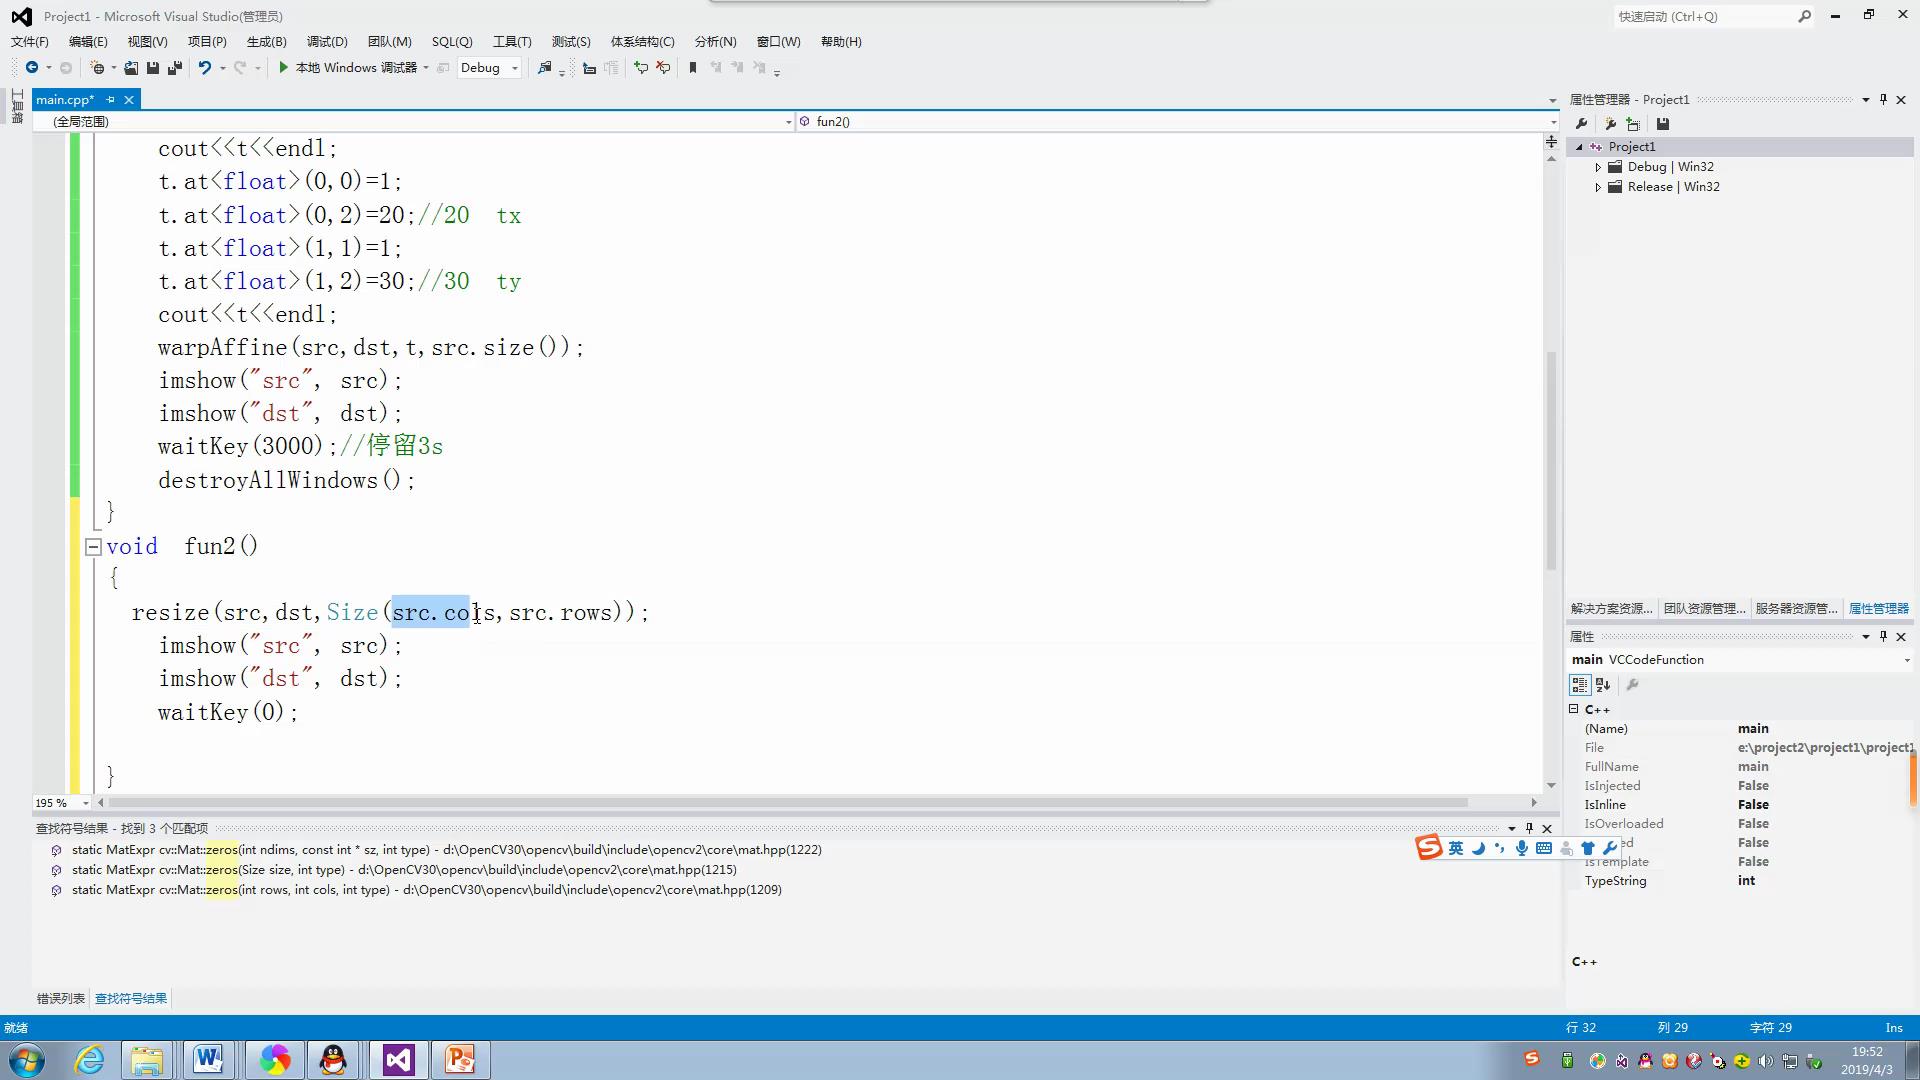 Project1 - Microsoft Visual Studio(管理员)
快速启动 (Ctrl+Q)
文件(F) 编辑(E) 视图(V) 项目(P) 生成(B) 调试(D) 团队(M) SQL(Q) 工具(T) 测试(S) 体系结构(C) 分析(N) 窗口(W) 帮助(H)
本地 Windows 调试器 Debug
main.cpp*
工具箱
(全局范围) fun2()
cout<<t<<endl;
t.at<float>(0,0)=1;
t.at<float>(0,2)=20;//20 tx
t.at<float>(1,1)=1;
t.at<float>(1,2)=30;//30 ty
cout<<t<<endl;
warpAffine(src,dst,t,src.size());
imshow("src", src);
imshow("dst", dst);
waitKey(3000);//停留3s
destroyAllWindows();
}
void fun2()
{
resize(src,dst,Size(src.cols,src.rows));
imshow("src", src);
imshow("dst", dst);
waitKey(0);
}
195 %
查找符号结果 - 找到 3 个匹配项
static MatExpr cv::Mat::zeros(int ndims, const int * sz, int type) - d:\OpenCV30\opencv\build\include\opencv2\core\mat.hpp(1222)
static MatExpr cv::Mat::zeros(Size size, int type) - d:\OpenCV30\opencv\build\include\opencv2\core\mat.hpp(1215)
static MatExpr cv::Mat::zeros(int rows, int cols, int type) - d:\OpenCV30\opencv\build\include\opencv2\core\mat.hpp(1209)
错误列表 查找符号结果
属性管理器 - Project1
Project1
Debug | Win32
Release | Win32
解决方案资源... 团队资源管理... 服务器资源管... 属性管理器
属性
main VCCodeFunction
C++
(Name) main
File e:\project2\project1\project1
FullName main
IsInjected False
IsInline False
IsOverloaded False
False
IsTemplate False
TypeString int
英
C++
就绪 行 32 列 29 字符 29 Ins
19:52
2019/4/3